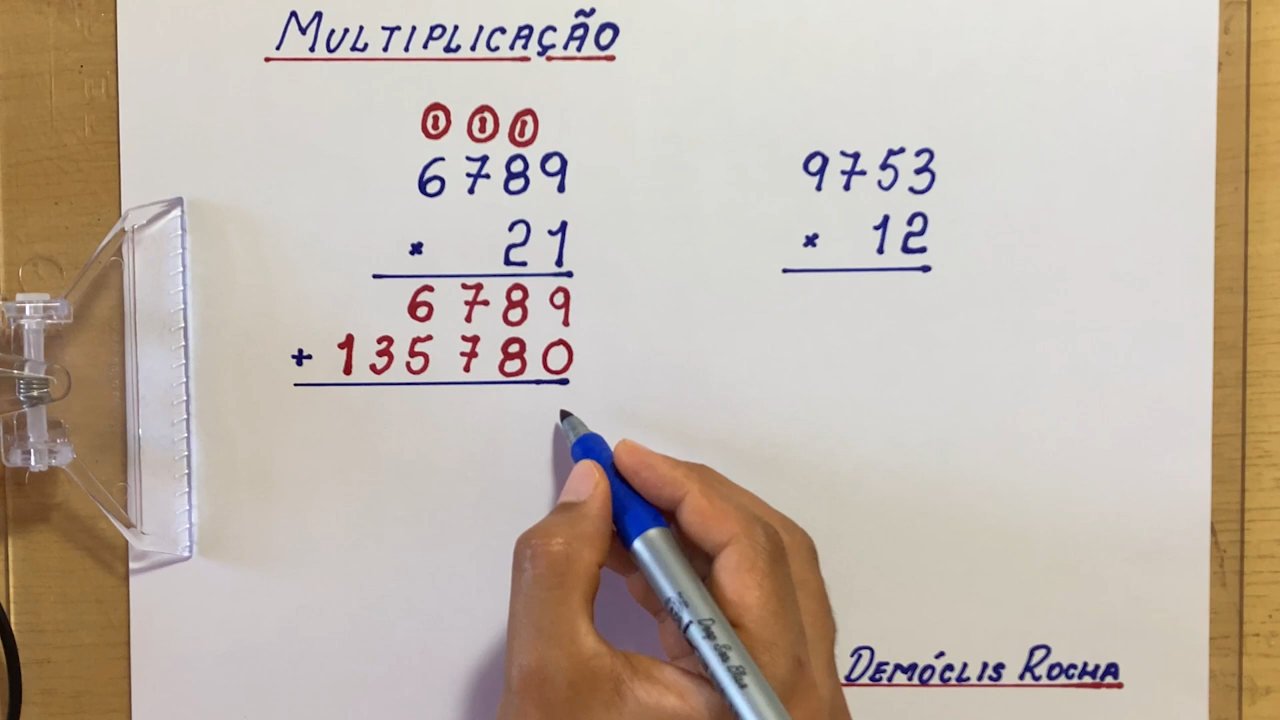 MULTIPLICAÇÃO
1 1 1
6789
× 21
6789
+ 135780
9753
× 12
DEMÓCLIS ROCHA